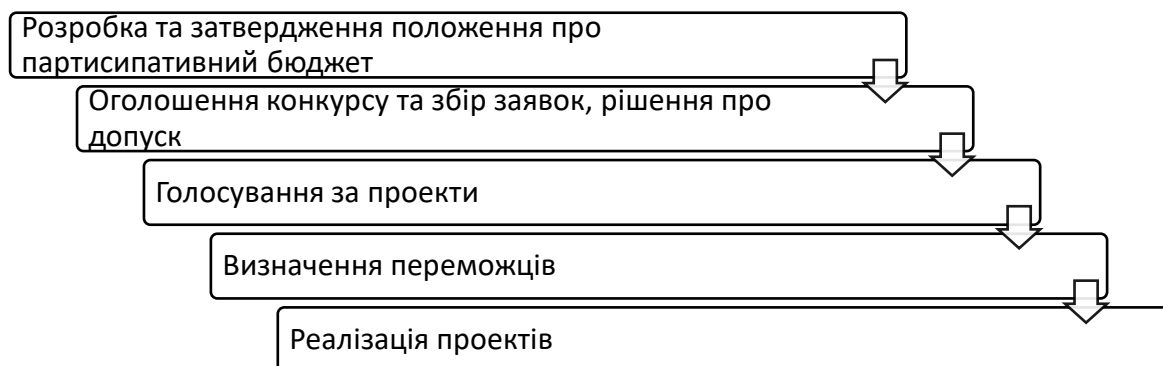 Розробка та затвердження положення про
партисипативний бюджет
Оголошення конкурсу та збір заявок, рішення про
допуск
Голосування за проекти
Визначення переможців
Реалізація проектів